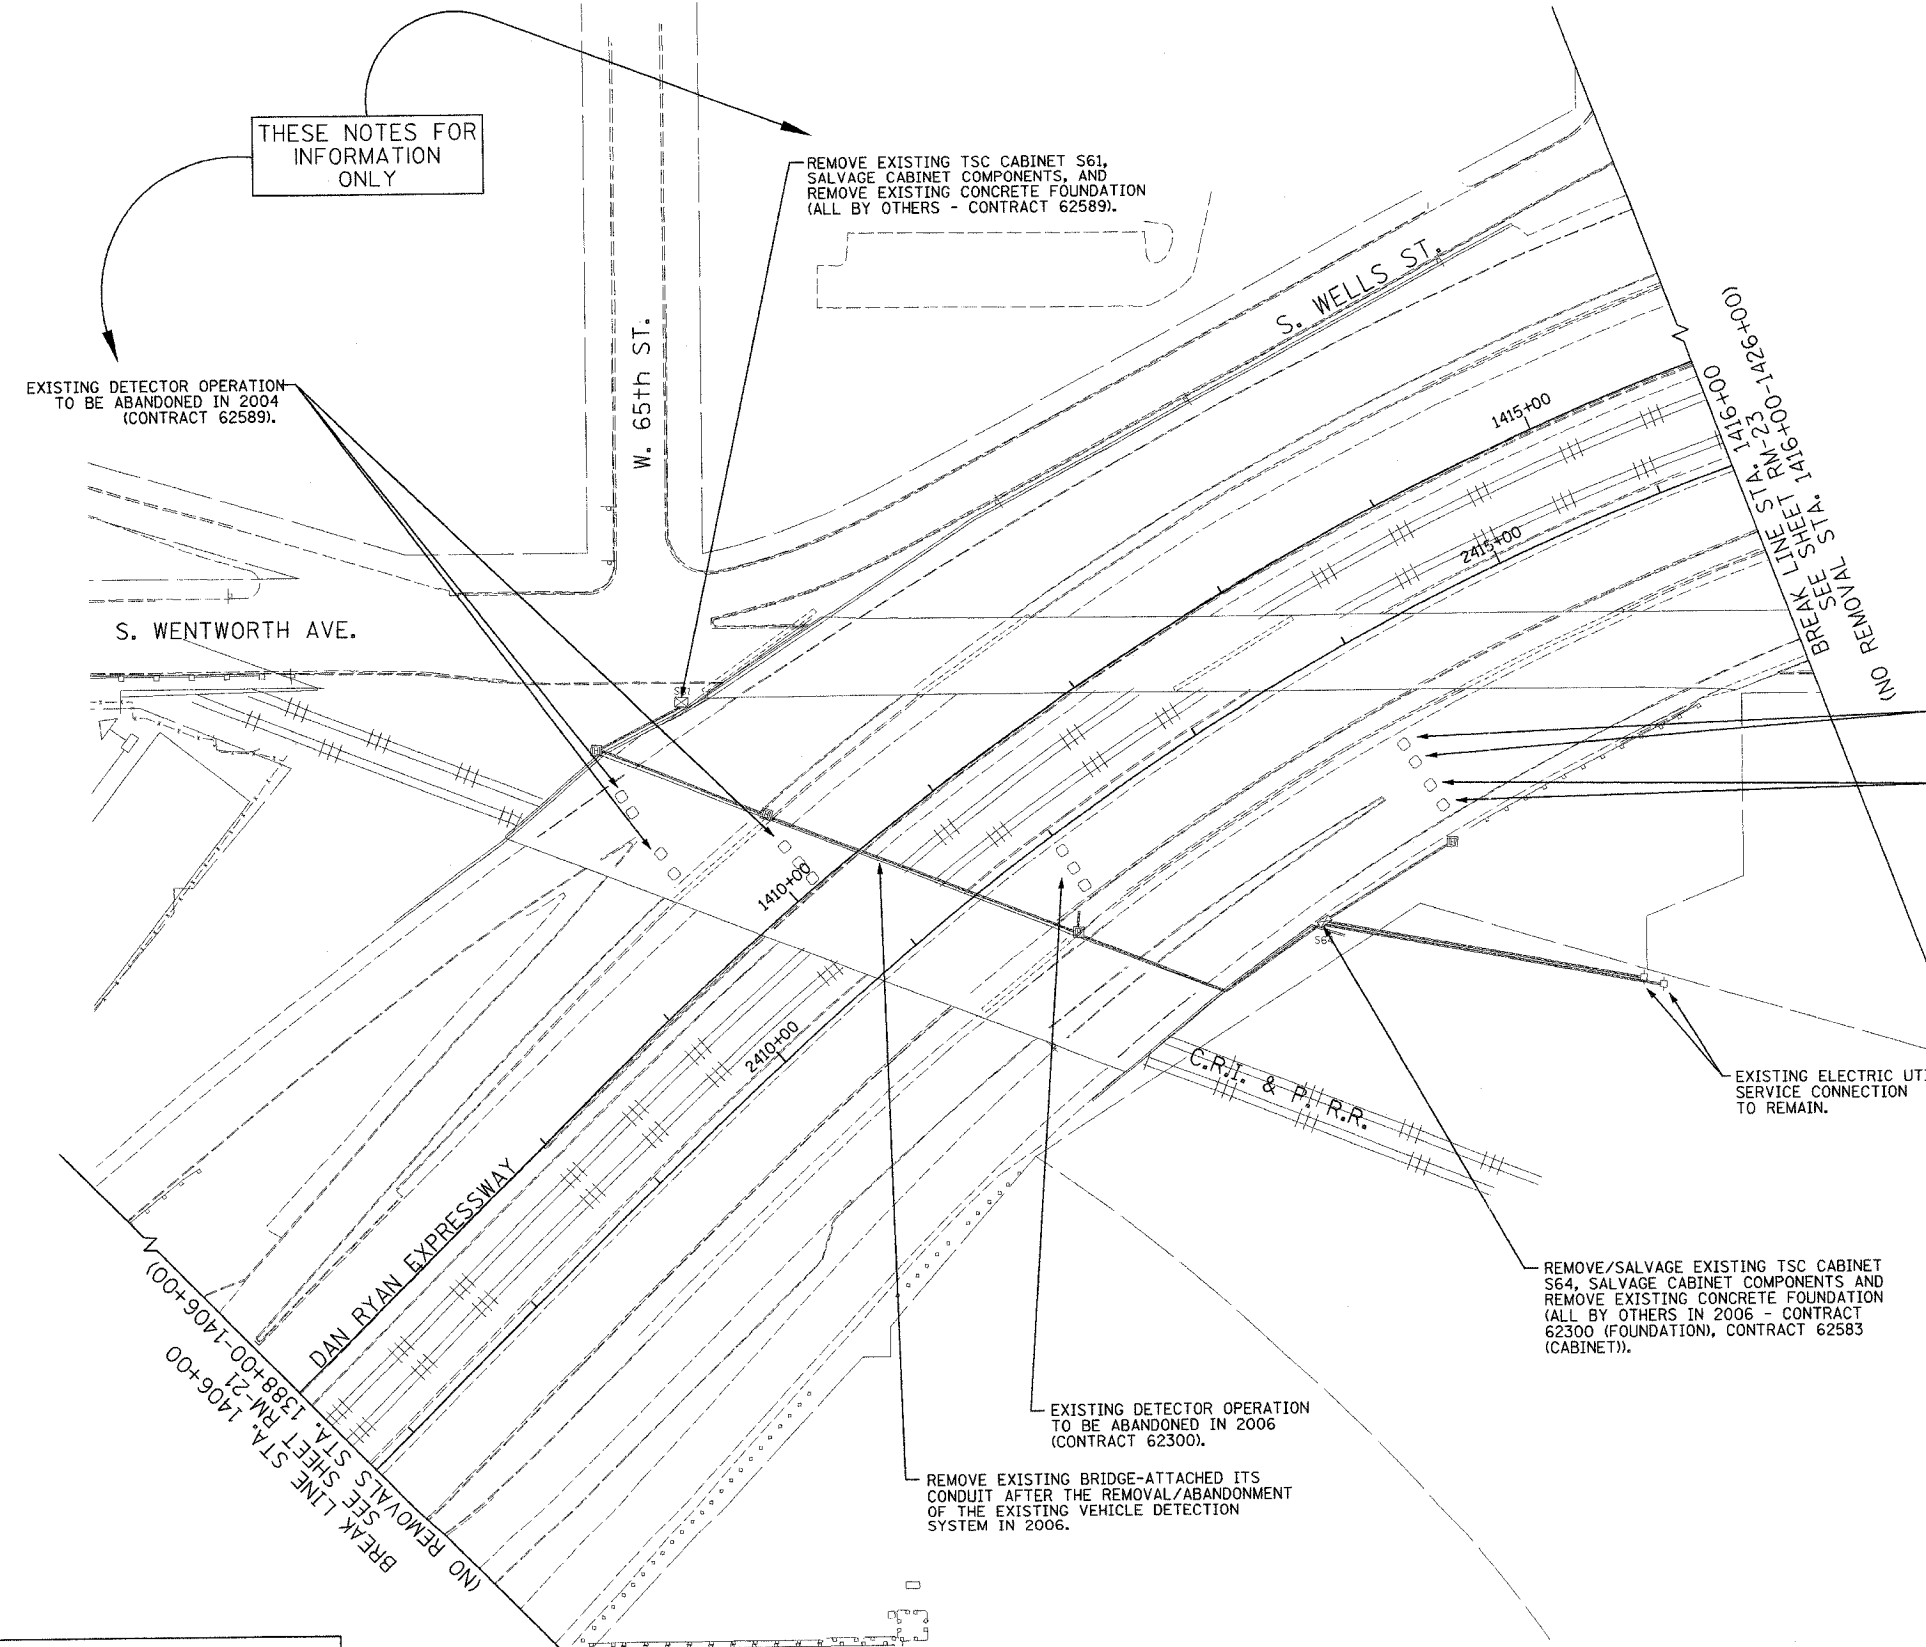 THESE NOTES FOR
INFORMATION
ONLY
REMOVE EXISTING TSC CABINET S61,
SALVAGE CABINET COMPONENTS, AND
REMOVE EXISTING CONCRETE FOUNDATION
(ALL BY OTHERS - CONTRACT 62589).
EXISTING DETECTOR OPERATION
TO BE ABANDONED IN 2004
(CONTRACT 62589).
W. 65th ST.
S. WELLS ST.
S. WENTWORTH AVE.
1415+00
2415+00
BREAK LINE STA. 1416+00
SEE SHEET RM-23
(NO REMOVAL STA. 1416+00-1426+00)
1410+00
2410+00
S64
C.R.I. & P. R.R.
EXISTING ELECTRIC UTI
SERVICE CONNECTION
TO REMAIN.
DAN RYAN EXPRESSWAY
BREAK LINE STA. 1406+00
SEE SHEET RM-21
(NO REMOVALS STA. 1388+00-1406+00)
REMOVE/SALVAGE EXISTING TSC CABINET
S64, SALVAGE CABINET COMPONENTS AND
REMOVE EXISTING CONCRETE FOUNDATION
(ALL BY OTHERS IN 2006 - CONTRACT
62300 (FOUNDATION), CONTRACT 62583
(CABINET)).
EXISTING DETECTOR OPERATION
TO BE ABANDONED IN 2006
(CONTRACT 62300).
REMOVE EXISTING BRIDGE-ATTACHED ITS
CONDUIT AFTER THE REMOVAL/ABANDONMENT
OF THE EXISTING VEHICLE DETECTION
SYSTEM IN 2006.